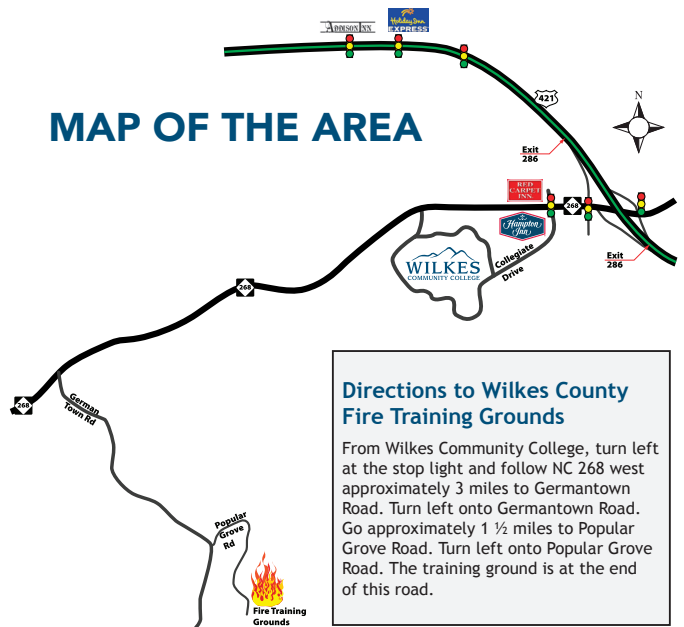 ADDISON INN
Holiday Inn
EXPRESS
MAP OF THE AREA
421
N
Exit
286
RED
CARPET
INN
268
Hampton
Inn
WILKES
COMMUNITY COLLEGE
Collegiate
Drive
Exit
286
268
268
German
Town Rd
Popular
Grove
Rd
Fire Training
Grounds
Directions to Wilkes County
Fire Training Grounds
From Wilkes Community College, turn left
at the stop light and follow NC 268 west
approximately 3 miles to Germantown
Road. Turn left onto Germantown Road.
Go approximately 1 ½ miles to Popular
Grove Road. Turn left onto Popular Grove
Road. The training ground is at the end
of this road.